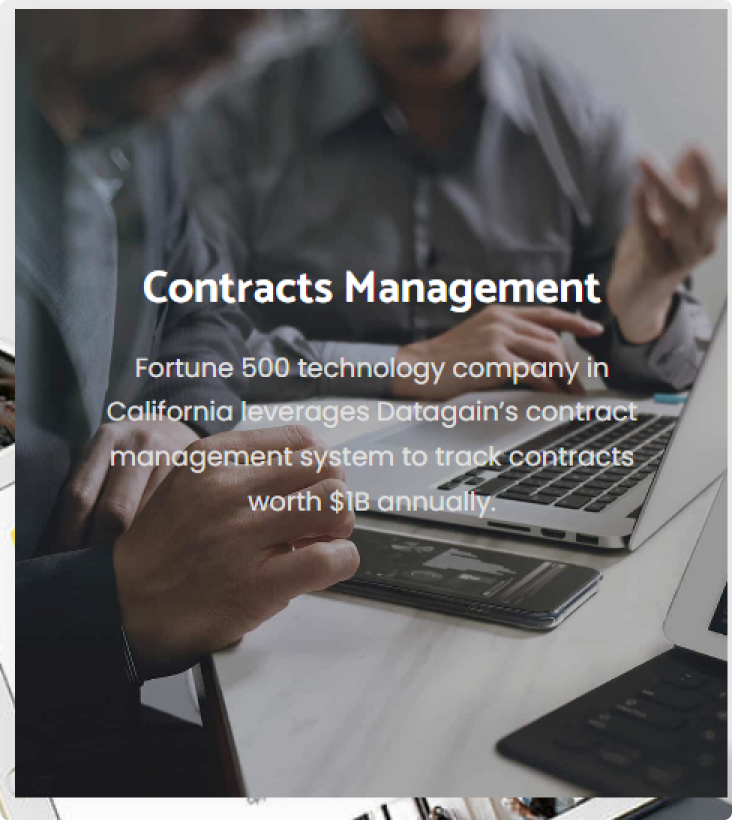 Contracts Management
Fortune 500 technology company in
California leverages Datagain’s contract
management system to track contracts
worth $1B annually.